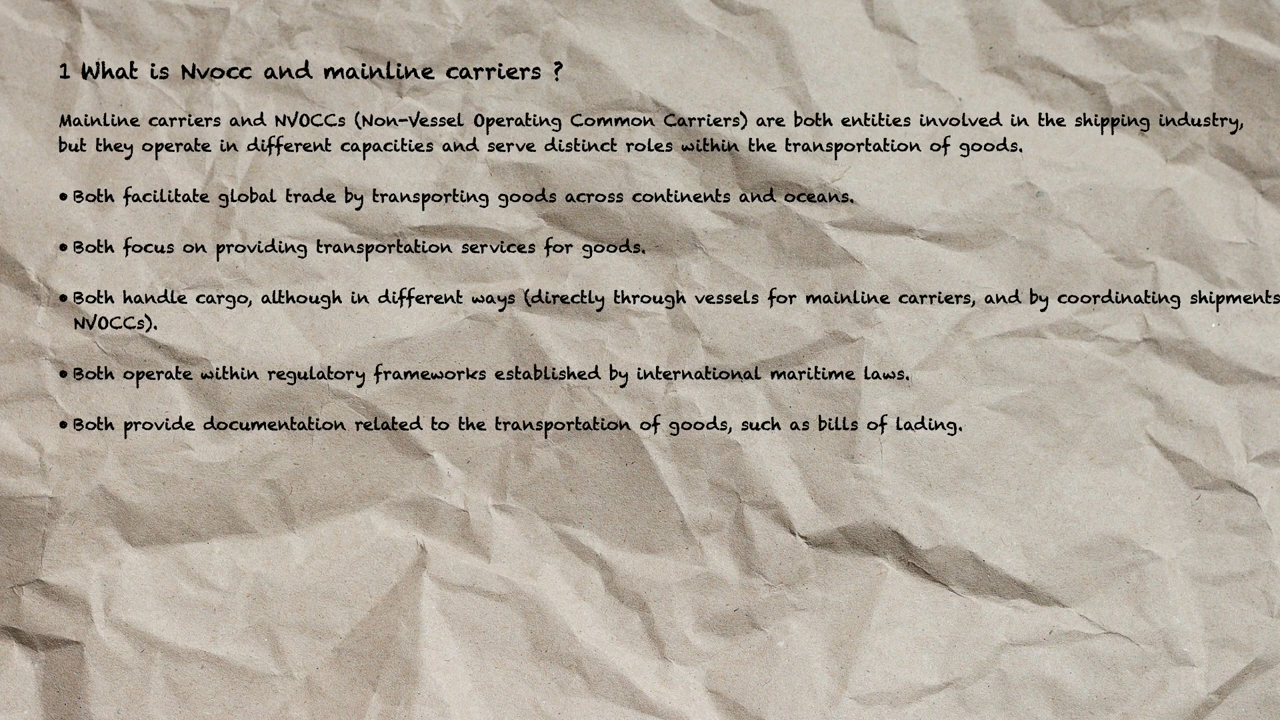 1 What is Nvocc and mainline carriers ?
Mainline carriers and NVOCCs (Non-Vessel Operating Common Carriers) are both entities involved in the shipping industry,
but they operate in different capacities and serve distinct roles within the transportation of goods.
• Both facilitate global trade by transporting goods across continents and oceans.
• Both focus on providing transportation services for goods.
• Both handle cargo, although in different ways (directly through vessels for mainline carriers, and by coordinating shipments
NVOCCs).
• Both operate within regulatory frameworks established by international maritime laws.
• Both provide documentation related to the transportation of goods, such as bills of lading.